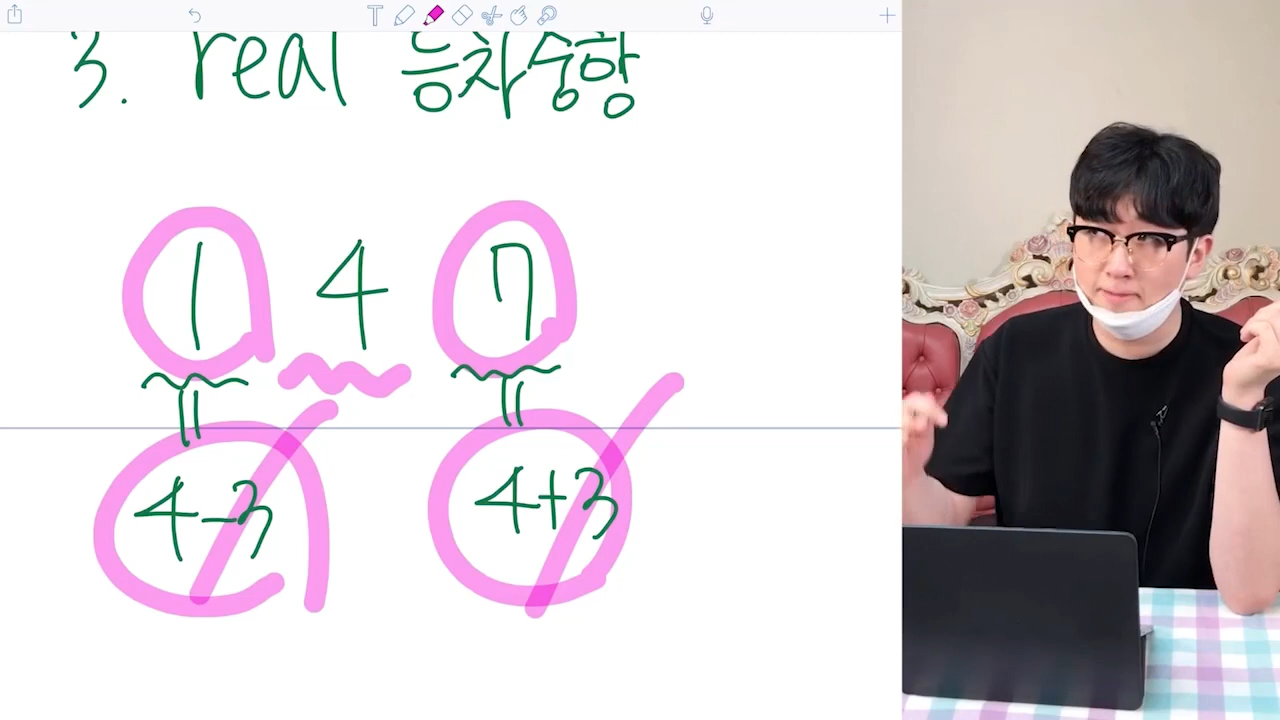 3. real 등차중항
1 4 7
= =
4-3 4+3